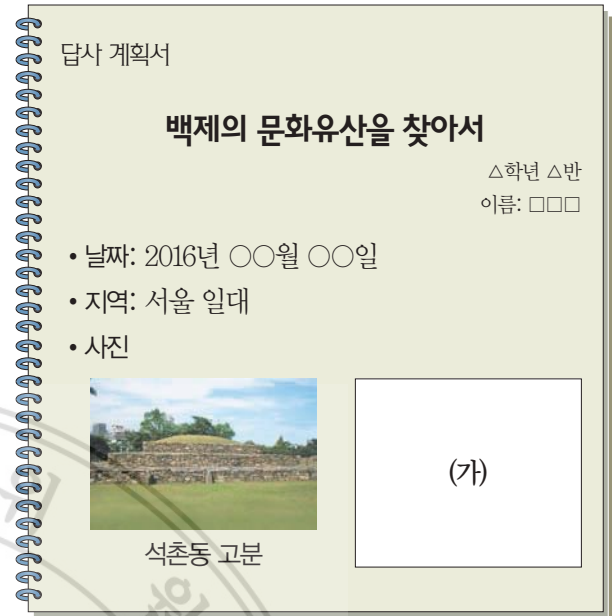 답사 계획서
백제의 문화유산을 찾아서
△학년 △반
이름: □□□
• 날짜: 2016년 ○○월 ○○일
• 지역: 서울 일대
• 사진
(가)
석촌동 고분